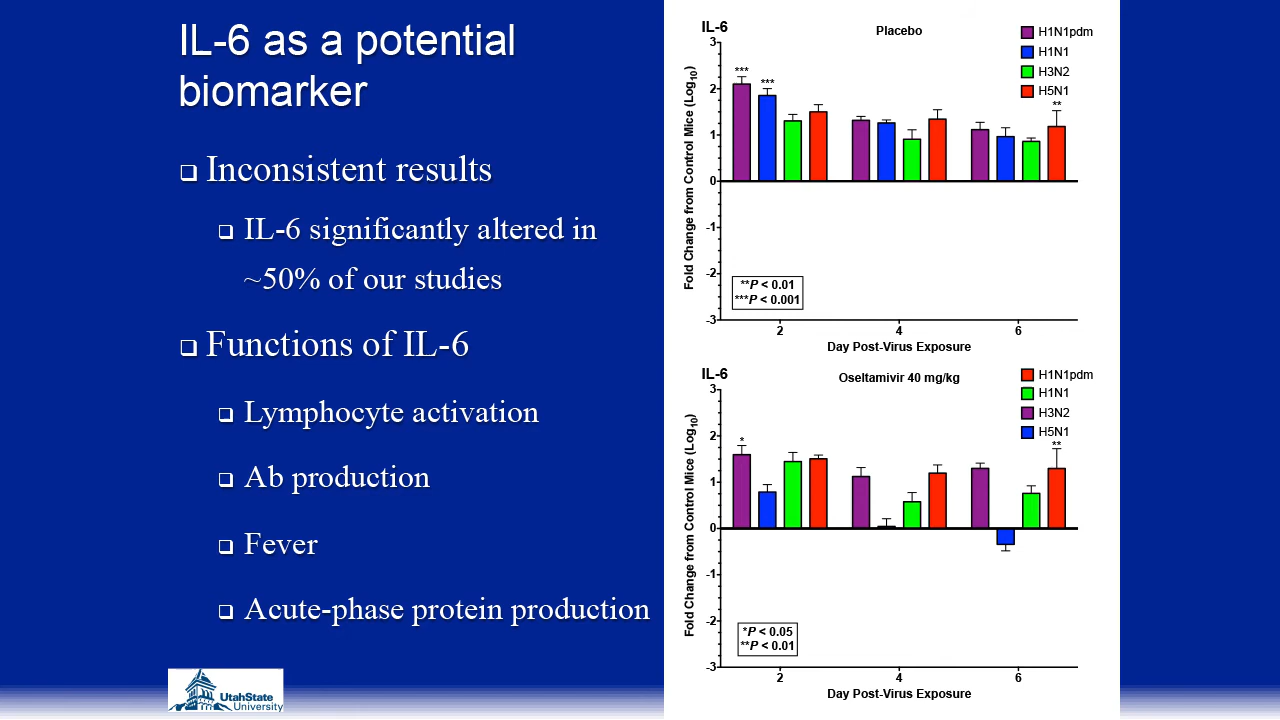 IL-6 as a potential
biomarker
❑ Inconsistent results
❑ IL-6 significantly altered in
~50% of our studies
❑ Functions of IL-6
❑ Lymphocyte activation
❑ Ab production
❑ Fever
❑ Acute-phase protein production
UtahState
University
IL-6
Placebo
H1N1pdm
H1N1
H3N2
H5N1
Fold Change from Control Mice (Log10)
3
2
1
0
-1
-2
-3
***
***
**
**P < 0.01
***P < 0.001
2 4 6
Day Post-Virus Exposure
IL-6
Oseltamivir 40 mg/kg
H1N1pdm
H1N1
H3N2
H5N1
Fold Change from Control Mice (Log10)
3
2
1
0
-1
-2
-3
*
**
*P < 0.05
**P < 0.01
2 4 6
Day Post-Virus Exposure